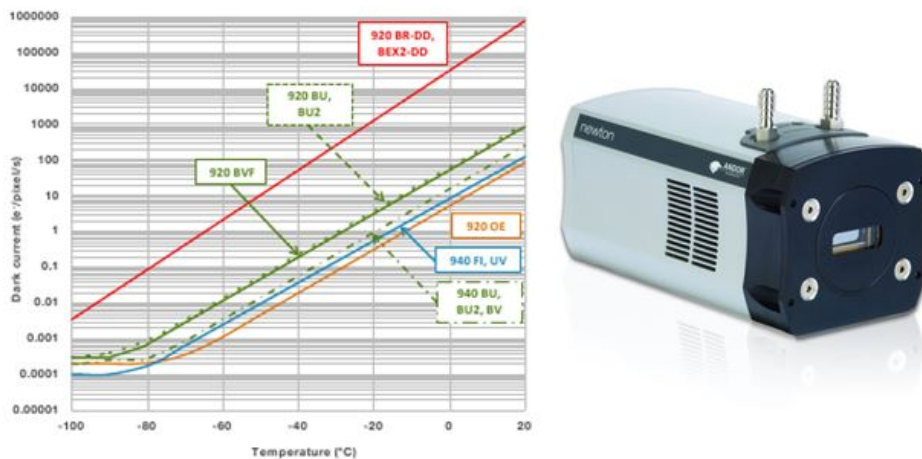 1000000
100000
10000
1000
100
10
1
0.1
0.01
0.001
0.0001
0.00001
Dark current (e⁻/pixel/s)
920 BR-DD,
BEX2-DD
920 BU,
BU2
920 BVF
920 OE
940 FI, UV
940 BU,
BU2, BV
-100 -80 -60 -40 -20 0 20
Temperature (°C)
newton
ANDOR